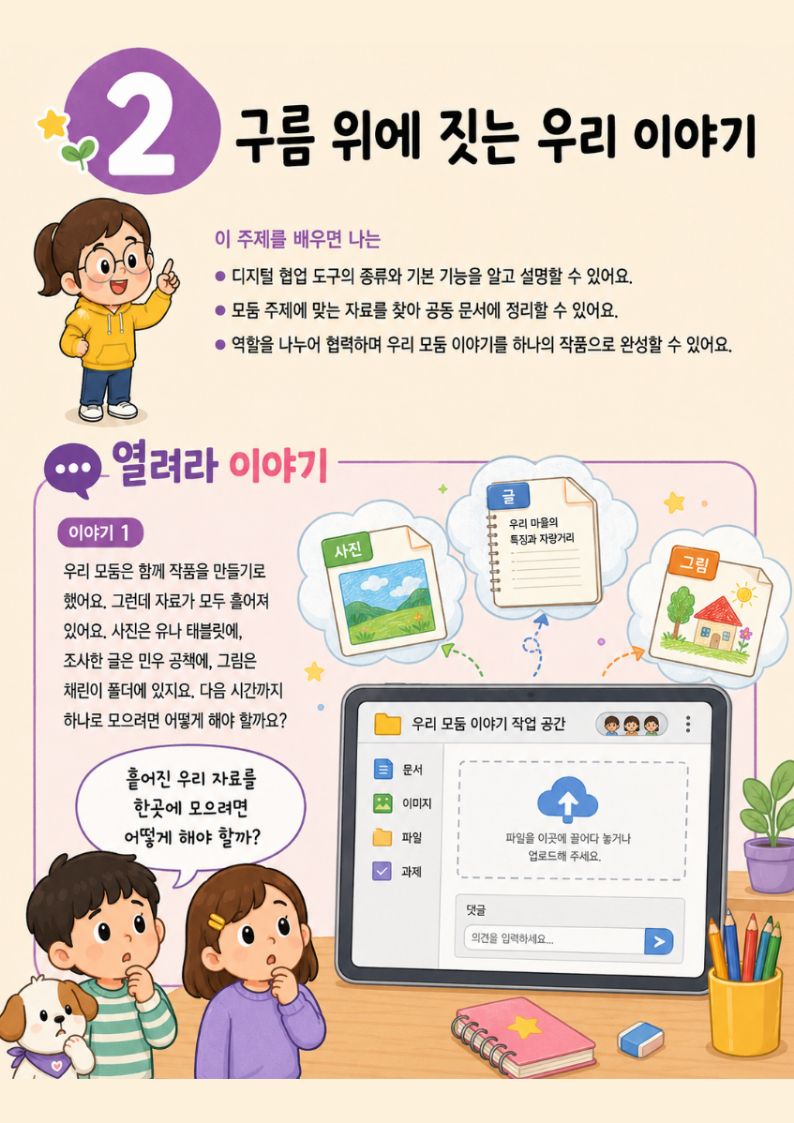 2
구름 위에 짓는 우리 이야기
이 주제를 배우면 나는
● 디지털 협업 도구의 종류와 기본 기능을 알고 설명할 수 있어요.
● 모둠 주제에 맞는 자료를 찾아 공동 문서에 정리할 수 있어요.
● 역할을 나누어 협력하며 우리 모둠 이야기를 하나의 작품으로 완성할 수 있어요.
열려라 이야기
이야기 1
우리 모둠은 함께 작품을 만들기로
했어요. 그런데 자료가 모두 흩어져
있어요. 사진은 유나 태블릿에,
조사한 글은 민우 공책에, 그림은
채린이 폴더에 있지요. 다음 시간까지
하나로 모으려면 어떻게 해야 할까요?
사진
글
우리 마을의
특징과 자랑거리
그림
흩어진 우리 자료를
한곳에 모으려면
어떻게 해야 할까?
우리 모둠 이야기 작업 공간
문서
이미지
파일
과제
파일을 이곳에 끌어다 놓거나
업로드해 주세요.
댓글
의견을 입력하세요...